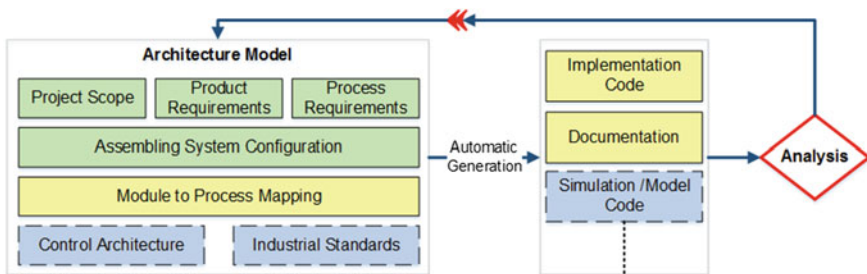 Architecture Model
Project Scope
Product
Requirements
Process
Requirements
Assembling System Configuration
Module to Process Mapping
Control Architecture
Industrial Standards
Automatic
Generation
Implementation
Code
Documentation
Simulation /Model
Code
Analysis